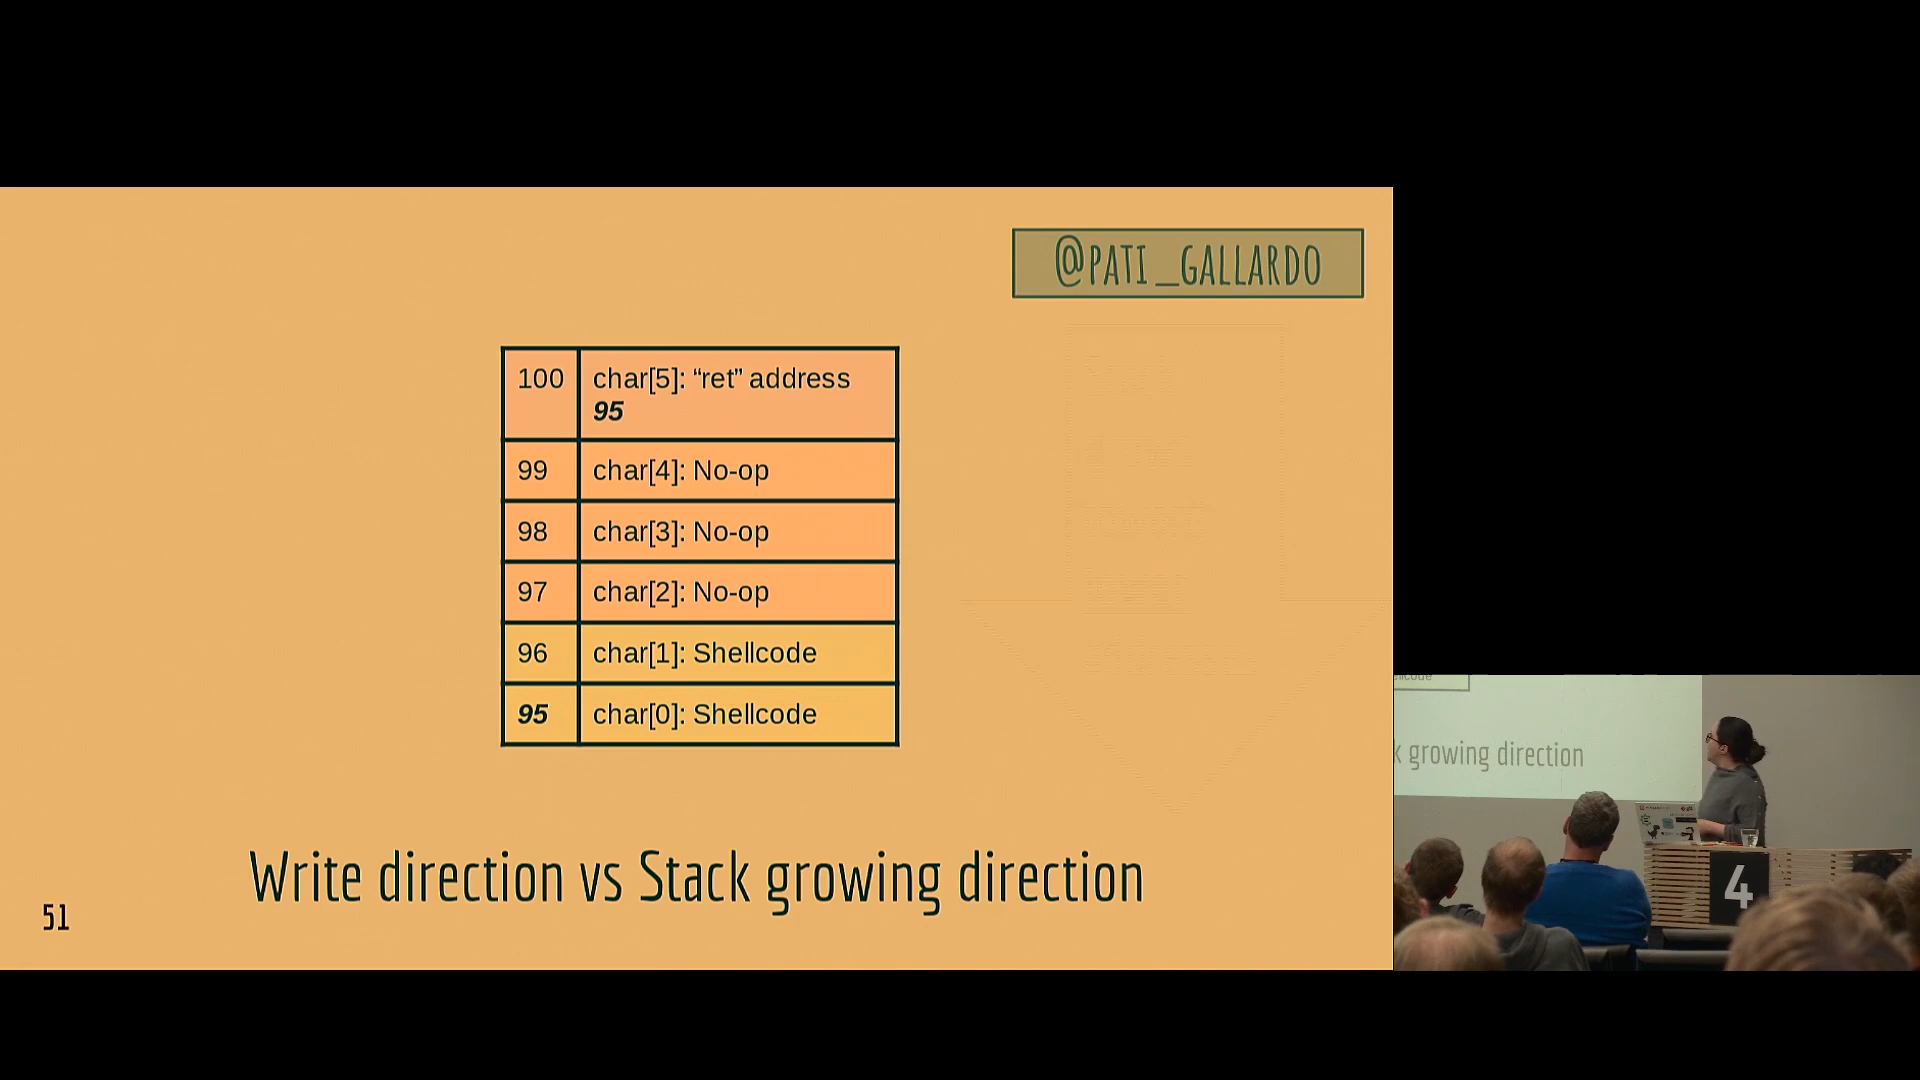 @PATI_GALLARDO
100 char[5]: “ret” address
95
99 char[4]: No-op
98 char[3]: No-op
97 char[2]: No-op
96 char[1]: Shellcode
95 char[0]: Shellcode
Write direction vs Stack growing direction
51
growing direction
4